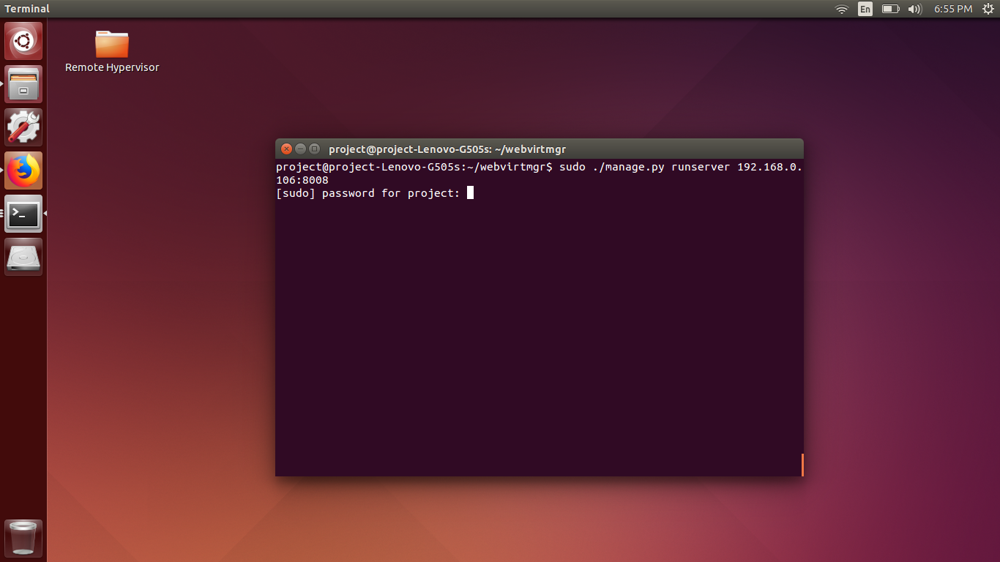 Terminal
En
6:55 PM
Remote Hypervisor
project@project-Lenovo-G505s: ~/webvirtmgr
project@project-Lenovo-G505s:~/webvirtmgr$ sudo ./manage.py runserver 192.168.0.
106:8008
[sudo] password for project: